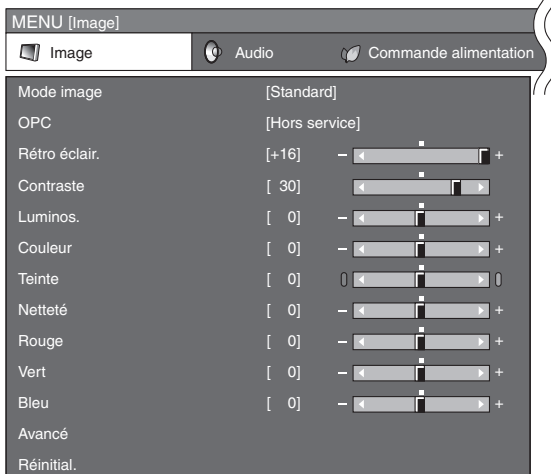 MENU [Image]
Image Audio Commande alimentation
Mode image [Standard]
OPC [Hors service]
Rétro éclair. [+16] – +
Contraste [ 30]
Luminos. [ 0] – +
Couleur [ 0] – +
Teinte [ 0]
Netteté [ 0] – +
Rouge [ 0] – +
Vert [ 0] – +
Bleu [ 0] – +
Avancé
Réinitial.